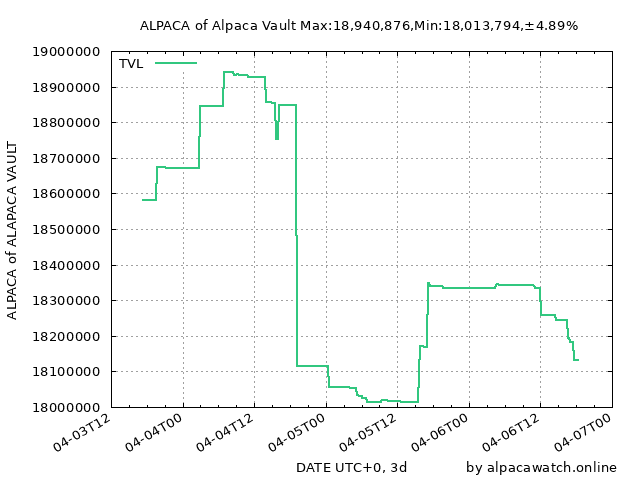 ALPACA of Alpaca Vault Max:18,940,876,Min:18,013,794,±4.89%
19000000
18900000
18800000
18700000
18600000
18500000
18400000
18300000
18200000
18100000
18000000
TVL
ALPACA of ALAPACA VAULT
04-03T12
04-04T00
04-04T12
04-05T00
04-05T12
04-06T00
04-06T12
04-07T00
DATE UTC+0, 3d
by alpacawatch.online